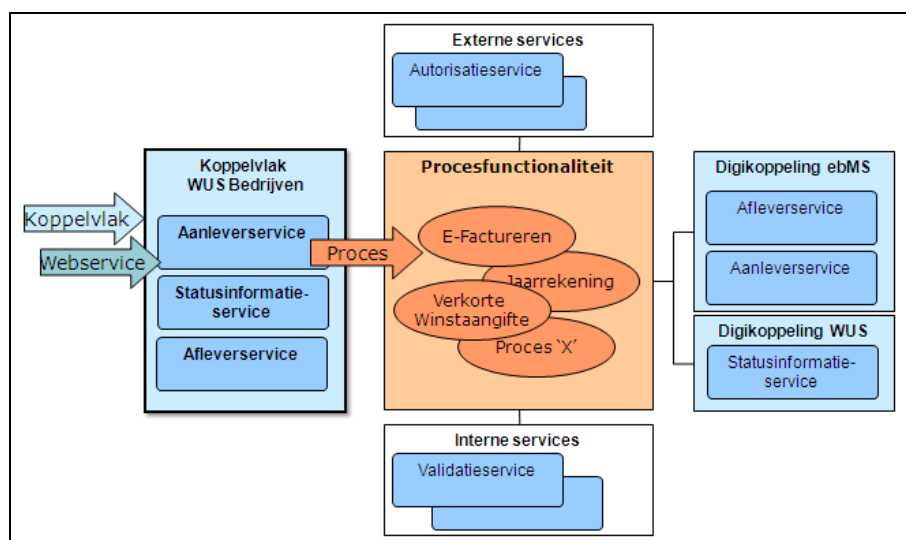 Externe services
Autorisatieservice
Koppelvlak
WUS Bedrijven
Koppelvlak
Webservice
Aanleverservice
Statusinformatie-
service
Afleverservice
Proces
Procesfunctionaliteit
E-Factureren
Jaarrekening
Verkorte
Winstaangifte
Proces ‘X’
Digikoppeling ebMS
Afleverservice
Aanleverservice
Digikoppeling WUS
Statusinformatie-
service
Interne services
Validatieservice